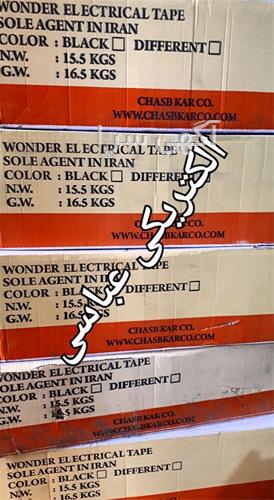 WONDER ELECTRICAL TAPE
SOLE AGENT IN IRAN
COLOR : BLACK☐ DIFFERENT☐
N.W. : 15.5 KGS
G.W. : 16.5 KGS
CHASB KAR CO.
WWW.CHASBKARCO.COM
WONDER ELECTRICAL TAPE
SOLE AGENT IN IRAN
COLOR : BLACK☐ DIFFERENT
N.W. : 15.5 KGS
G.W. : 16.5 KGS
CHASB KAR CO.
WWW.CHASBKARCO.COM
WONDER ELECTRICAL TAPE
SOLE AGENT IN IRAN
COLOR : BLACK☐ DIFFERENT☐
N.W. : 15.5
G.W. : 16.5 KGS
CHASB KAR CO.
WWW.CHASBKARCO.COM
WONDER ELECTRICAL TAPE
SOLE AGENT IN IRAN
COLOR : BLACK☐ DIFFERENT☐
N.W. : 15.5 KGS
G.W. : 16.5 KGS
CHASB KAR CO.
WWW.CHASBKARCO.COM
WONDER ELECTRICAL TAPE
SOLE AGENT IN IRAN
COLOR : BLACK☐ DIFFERENT☐
N.W. : 15.5 KGS
G.W. : 16.5 KGS
الکتریکی عباسی